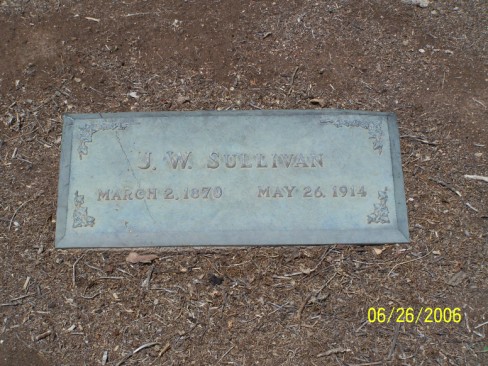 J. W. SULLIVAN
MARCH 2, 1870 MAY 26, 1914
06/26/2006